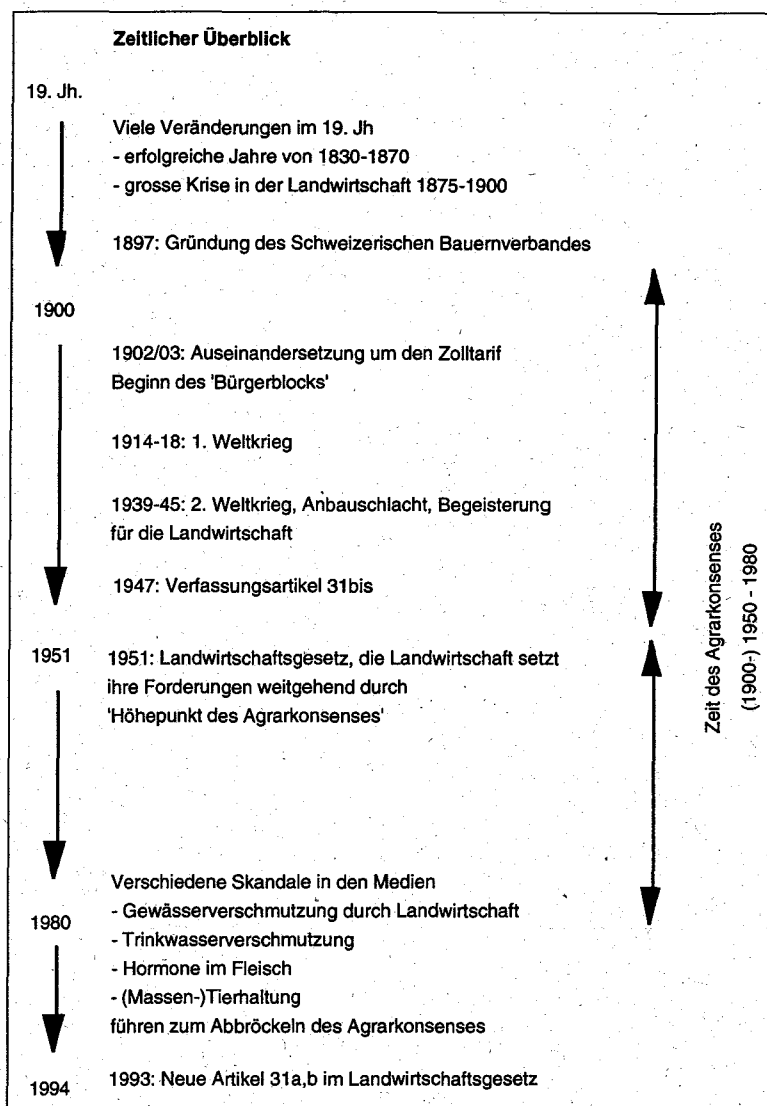 Zeitlicher Überblick
19. Jh.
Viele Veränderungen im 19. Jh
- erfolgreiche Jahre von 1830-1870
- grosse Krise in der Landwirtschaft 1875-1900
1897: Gründung des Schweizerischen Bauernverbandes
1900
1902/03: Auseinandersetzung um den Zolltarif
Beginn des 'Bürgerblocks'
1914-18: 1. Weltkrieg
1939-45: 2. Weltkrieg, Anbauschlacht, Begeisterung
für die Landwirtschaft
1947: Verfassungsartikel 31bis
1951
1951: Landwirtschaftsgesetz, die Landwirtschaft setzt
ihre Forderungen weitgehend durch
'Höhepunkt des Agrarkonsenses'
Zeit des Agrarkonsenses
(1900-) 1950 - 1980
Verschiedene Skandale in den Medien
1980
- Gewässerverschmutzung durch Landwirtschaft
- Trinkwasserverschmutzung
- Hormone im Fleisch
- (Massen-)Tierhaltung
führen zum Abbröckeln des Agrarkonsenses
1994
1993: Neue Artikel 31a,b im Landwirtschaftsgesetz